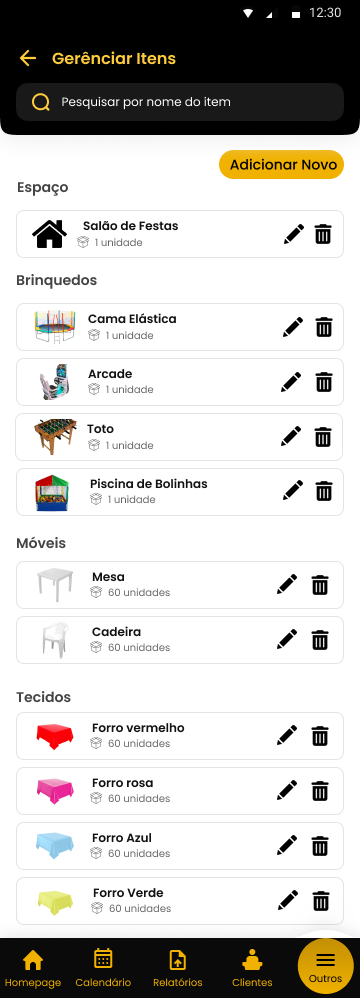 12:30
Gerênciar Itens
Pesquisar por nome do item
Adicionar Novo
Espaço
Salão de Festas
1 unidade
Brinquedos
Cama Elástica
1 unidade
Arcade
1 unidade
Toto
1 unidade
Piscina de Bolinhas
1 unidade
Móveis
Mesa
60 unidades
Cadeira
60 unidades
Tecidos
Forro vermelho
60 unidades
Forro rosa
60 unidades
Forro Azul
60 unidades
Forro Verde
60 unidades
Homepage
Calendário
Relatórios
Clientes
Outros